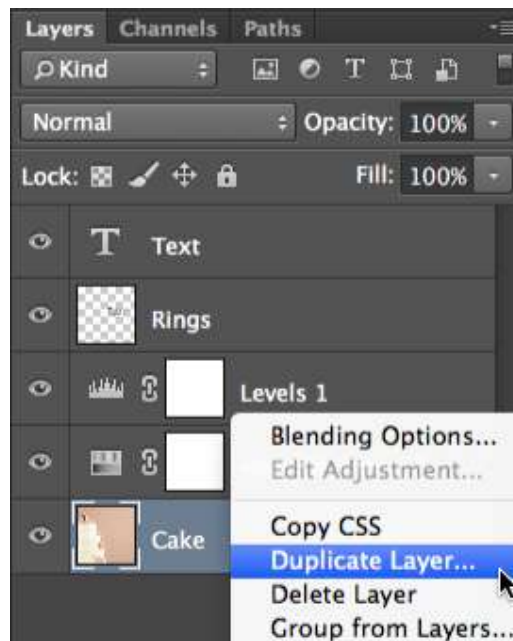 Layers Channels Paths
Kind T
Normal Opacity: 100%
Lock: Fill: 100%
T Text
Rings
Levels 1
Blending Options...
Edit Adjustment...
Cake
Copy CSS
Duplicate Layer...
Delete Layer
Group from Layers...